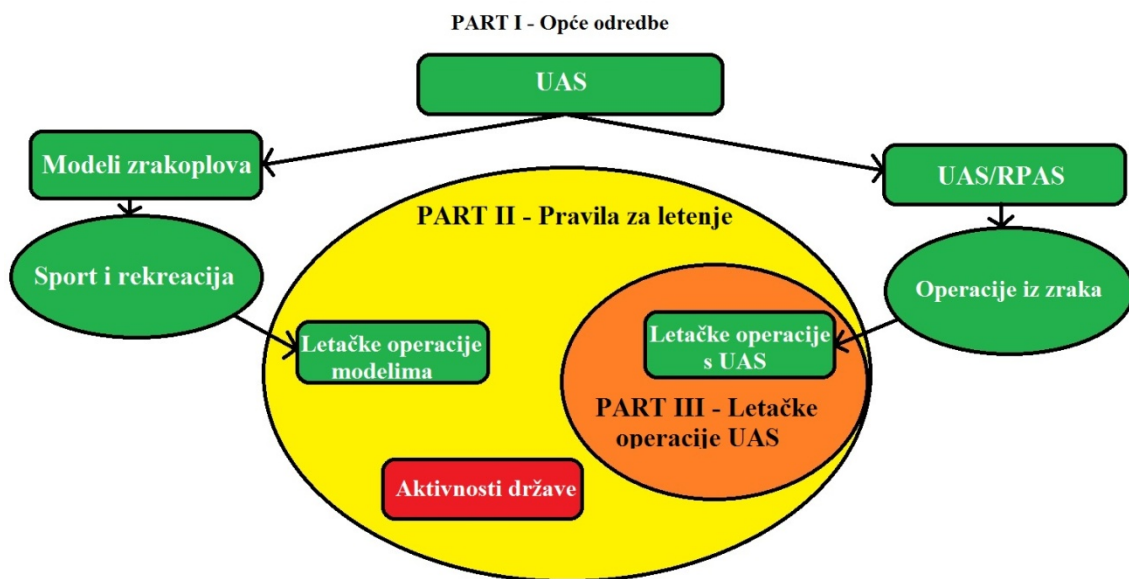 PART I - Opće odredbe
UAS
Modeli zrakoplova
UAS/RPAS
PART II - Pravila za letenje
Sport i rekreacija
Operacije iz zraka
Letačke operacije
modelima
Letačke operacije
s UAS
PART III - Letačke
operacije UAS
Aktivnosti države